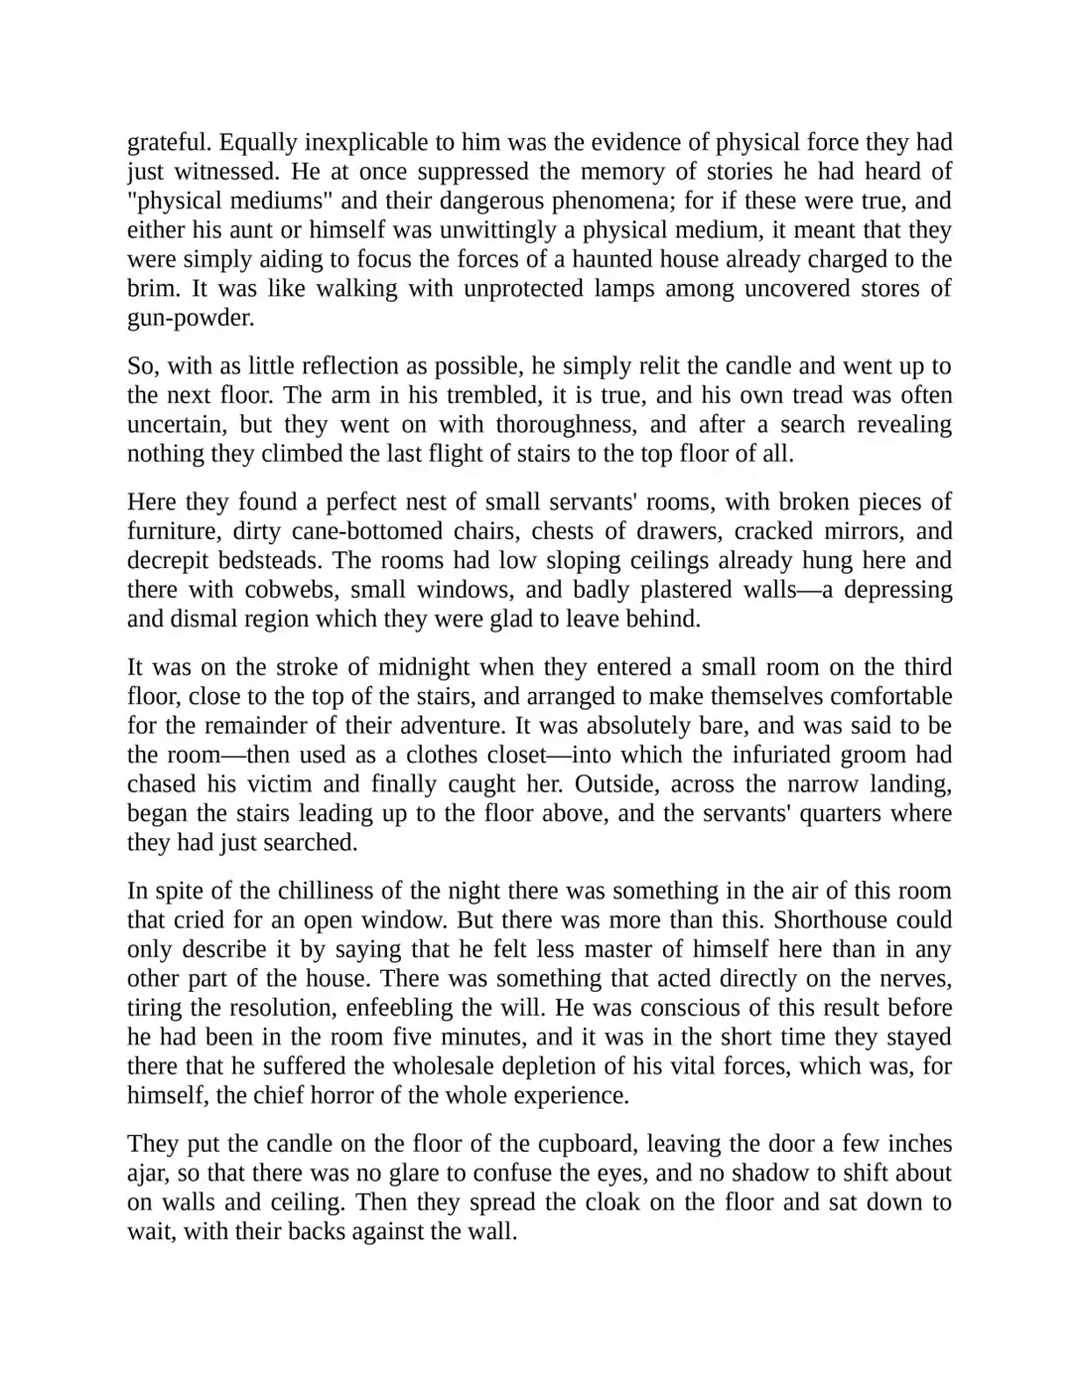 grateful. Equally inexplicable to him was the evidence of physical force they had
just witnessed. He at once suppressed the memory of stories he had heard of
"physical mediums" and their dangerous phenomena; for if these were true, and
either his aunt or himself was unwittingly a physical medium, it meant that they
were simply aiding to focus the forces of a haunted house already charged to the
brim. It was like walking with unprotected lamps among uncovered stores of
gun-powder.
So, with as little reflection as possible, he simply relit the candle and went up to
the next floor. The arm in his trembled, it is true, and his own tread was often
uncertain, but they went on with thoroughness, and after a search revealing
nothing they climbed the last flight of stairs to the top floor of all.
Here they found a perfect nest of small servants' rooms, with broken pieces of
furniture, dirty cane-bottomed chairs, chests of drawers, cracked mirrors, and
decrepit bedsteads. The rooms had low sloping ceilings already hung here and
there with cobwebs, small windows, and badly plastered walls—a depressing
and dismal region which they were glad to leave behind.
It was on the stroke of midnight when they entered a small room on the third
floor, close to the top of the stairs, and arranged to make themselves comfortable
for the remainder of their adventure. It was absolutely bare, and was said to be
the room—then used as a clothes closet—into which the infuriated groom had
chased his victim and finally caught her. Outside, across the narrow landing,
began the stairs leading up to the floor above, and the servants' quarters where
they had just searched.
In spite of the chilliness of the night there was something in the air of this room
that cried for an open window. But there was more than this. Shorthouse could
only describe it by saying that he felt less master of himself here than in any
other part of the house. There was something that acted directly on the nerves,
tiring the resolution, enfeebling the will. He was conscious of this result before
he had been in the room five minutes, and it was in the short time they stayed
there that he suffered the wholesale depletion of his vital forces, which was, for
himself, the chief horror of the whole experience.
They put the candle on the floor of the cupboard, leaving the door a few inches
ajar, so that there was no glare to confuse the eyes, and no shadow to shift about
on walls and ceiling. Then they spread the cloak on the floor and sat down to
wait, with their backs against the wall.